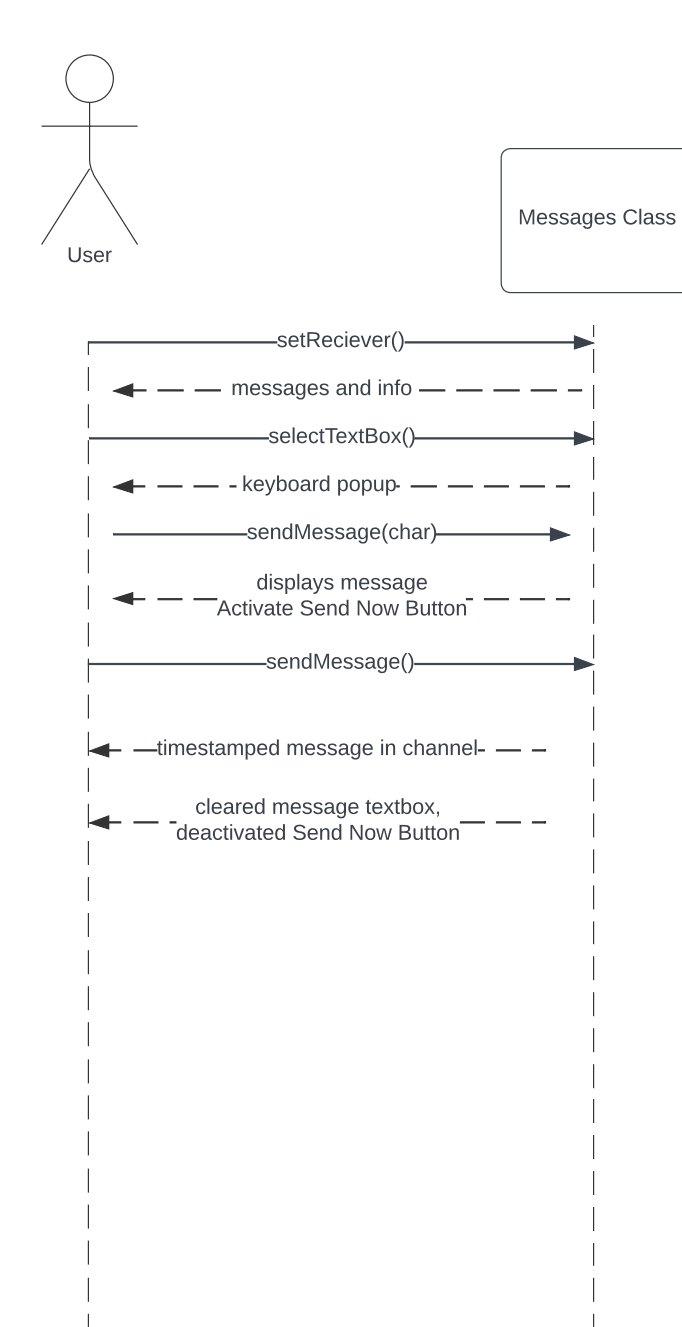 User
Messages Class
setReciever()
messages and info
selectTextBox()
keyboard popup
sendMessage(char)
displays message
Activate Send Now Button
sendMessage()
timestamped message in channel
cleared message textbox,
deactivated Send Now Button